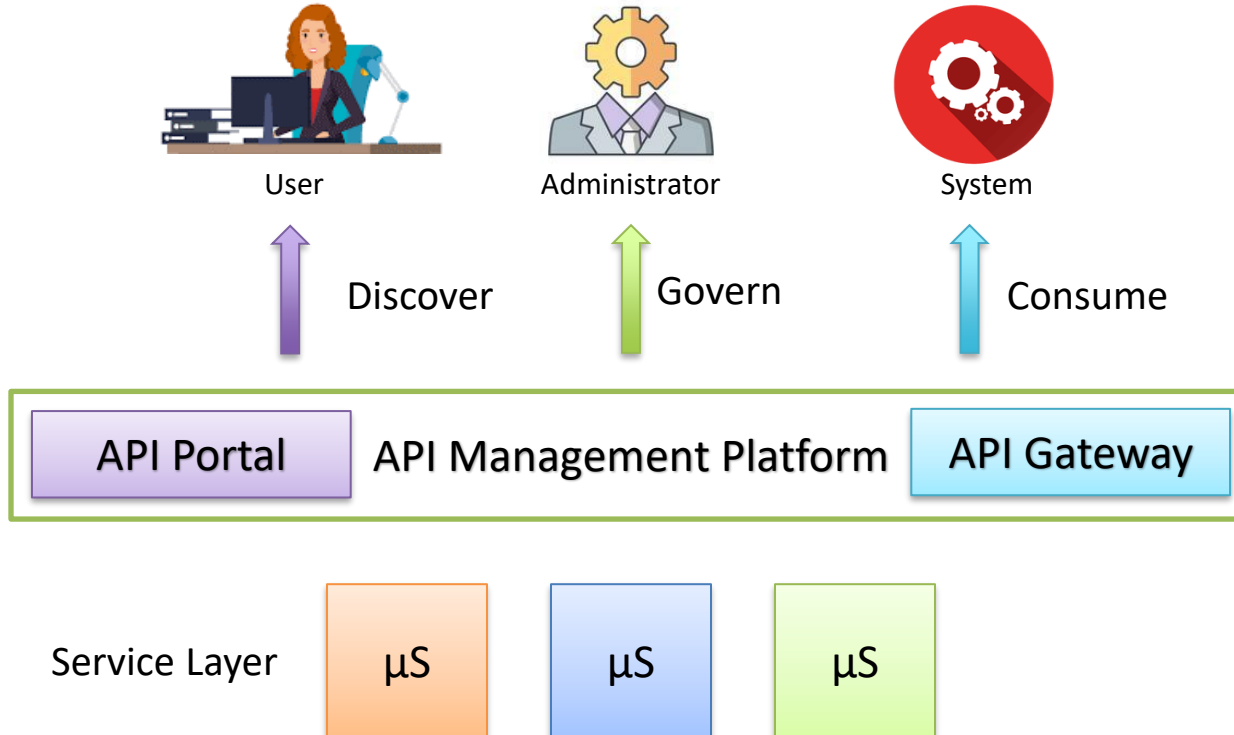 User
Administrator
System
Discover
Govern
Consume
API Portal
API Management Platform
API Gateway
Service Layer
µS
µS
µS